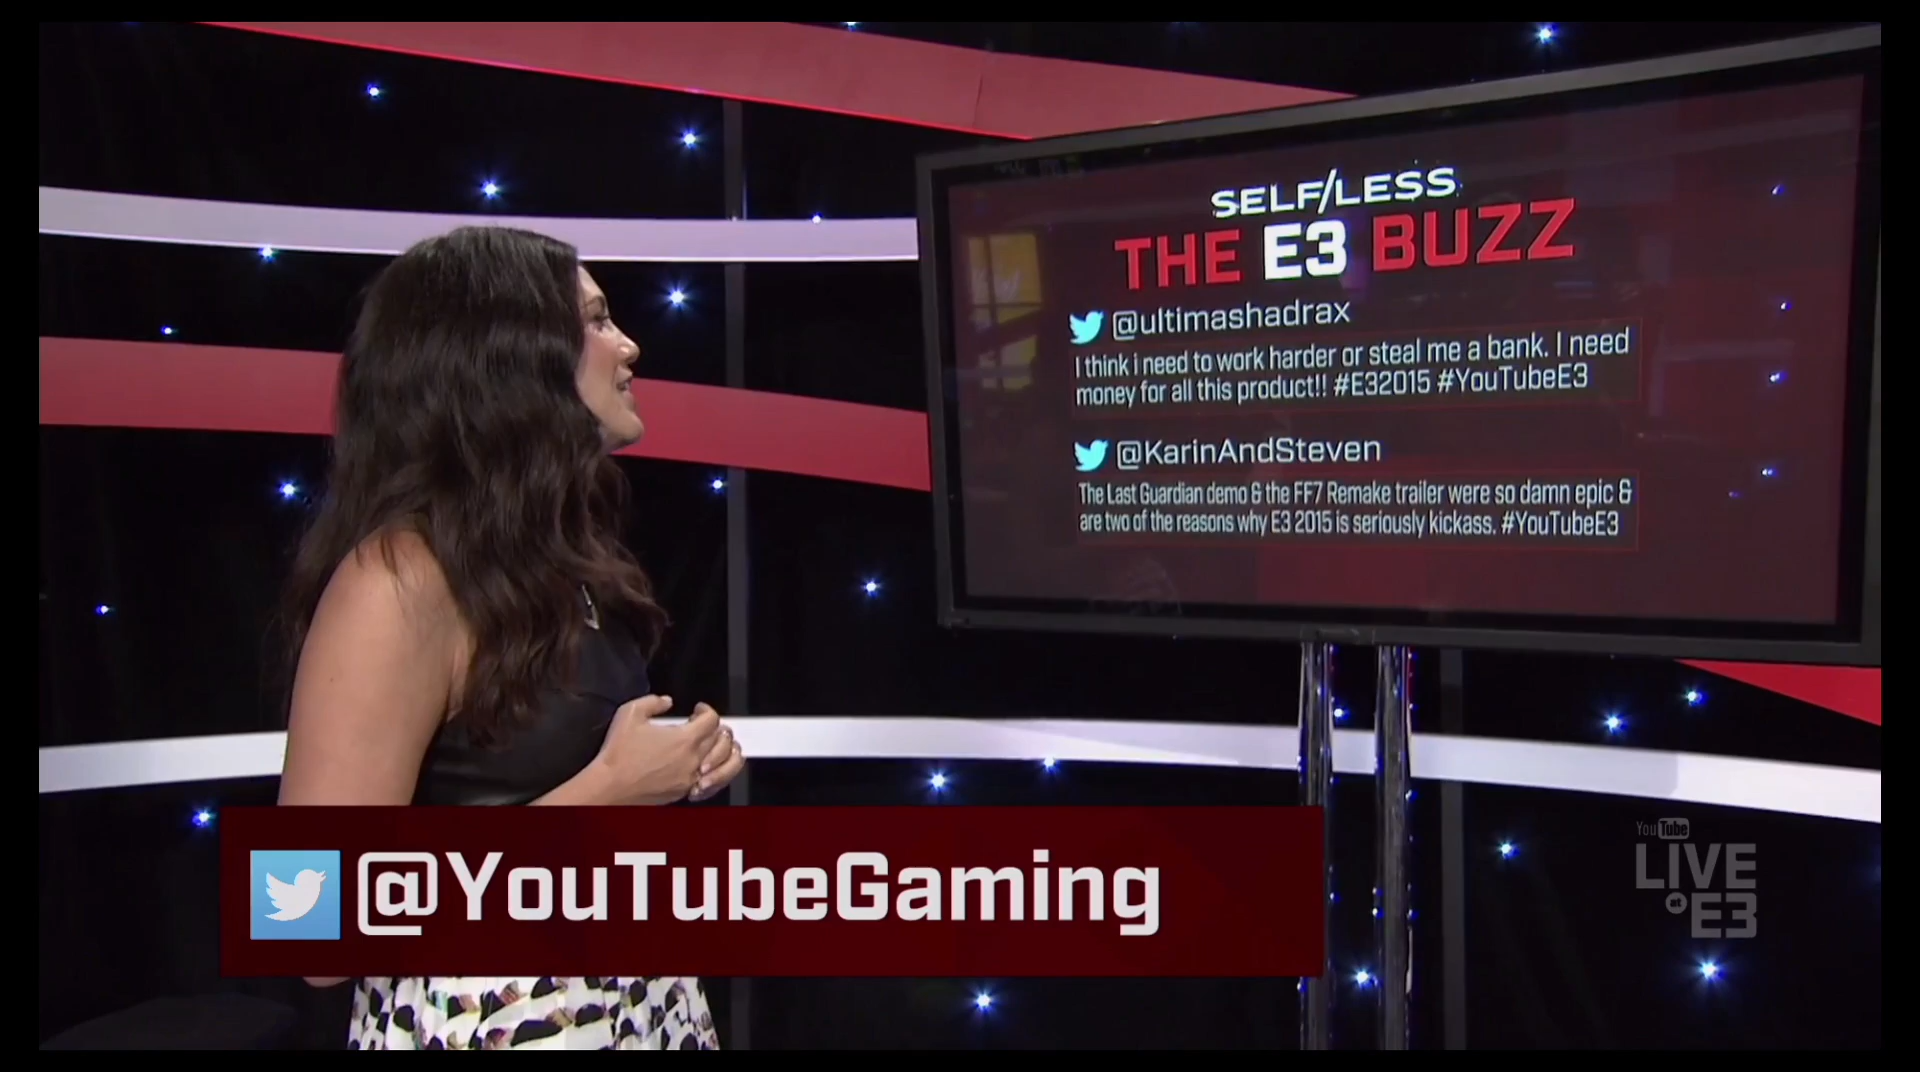 SELF/LESS
THE E3 BUZZ
@ultimashadrax
I think i need to work harder or steal me a bank. I need
money for all this product!! #E32015 #YouTubeE3
@KarinAndSteven
The Last Guardian demo & the FF7 Remake trailer were so damn epic &
are two of the reasons why E3 2015 is seriously kickass. #YouTubeE3
@YouTubeGaming
YouTube
LIVE
at E3